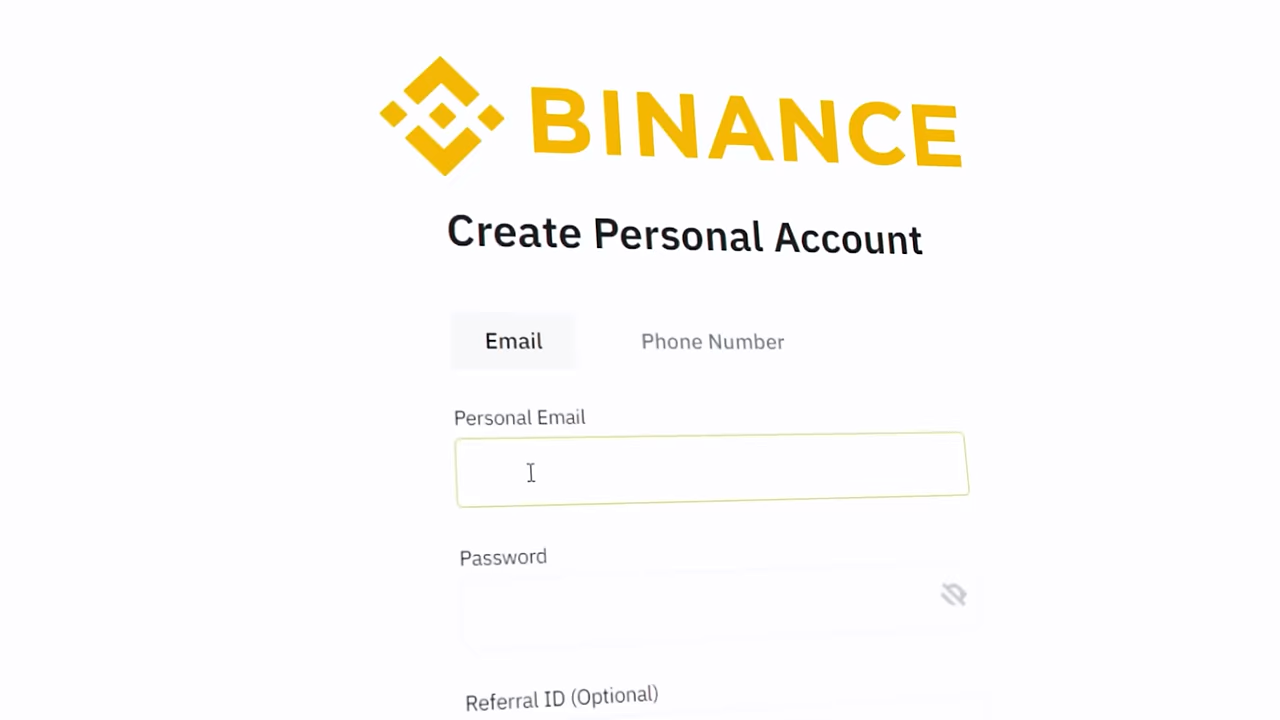 BINANCE
Create Personal Account
Email
Phone Number
Personal Email
Password
Referral ID (Optional)